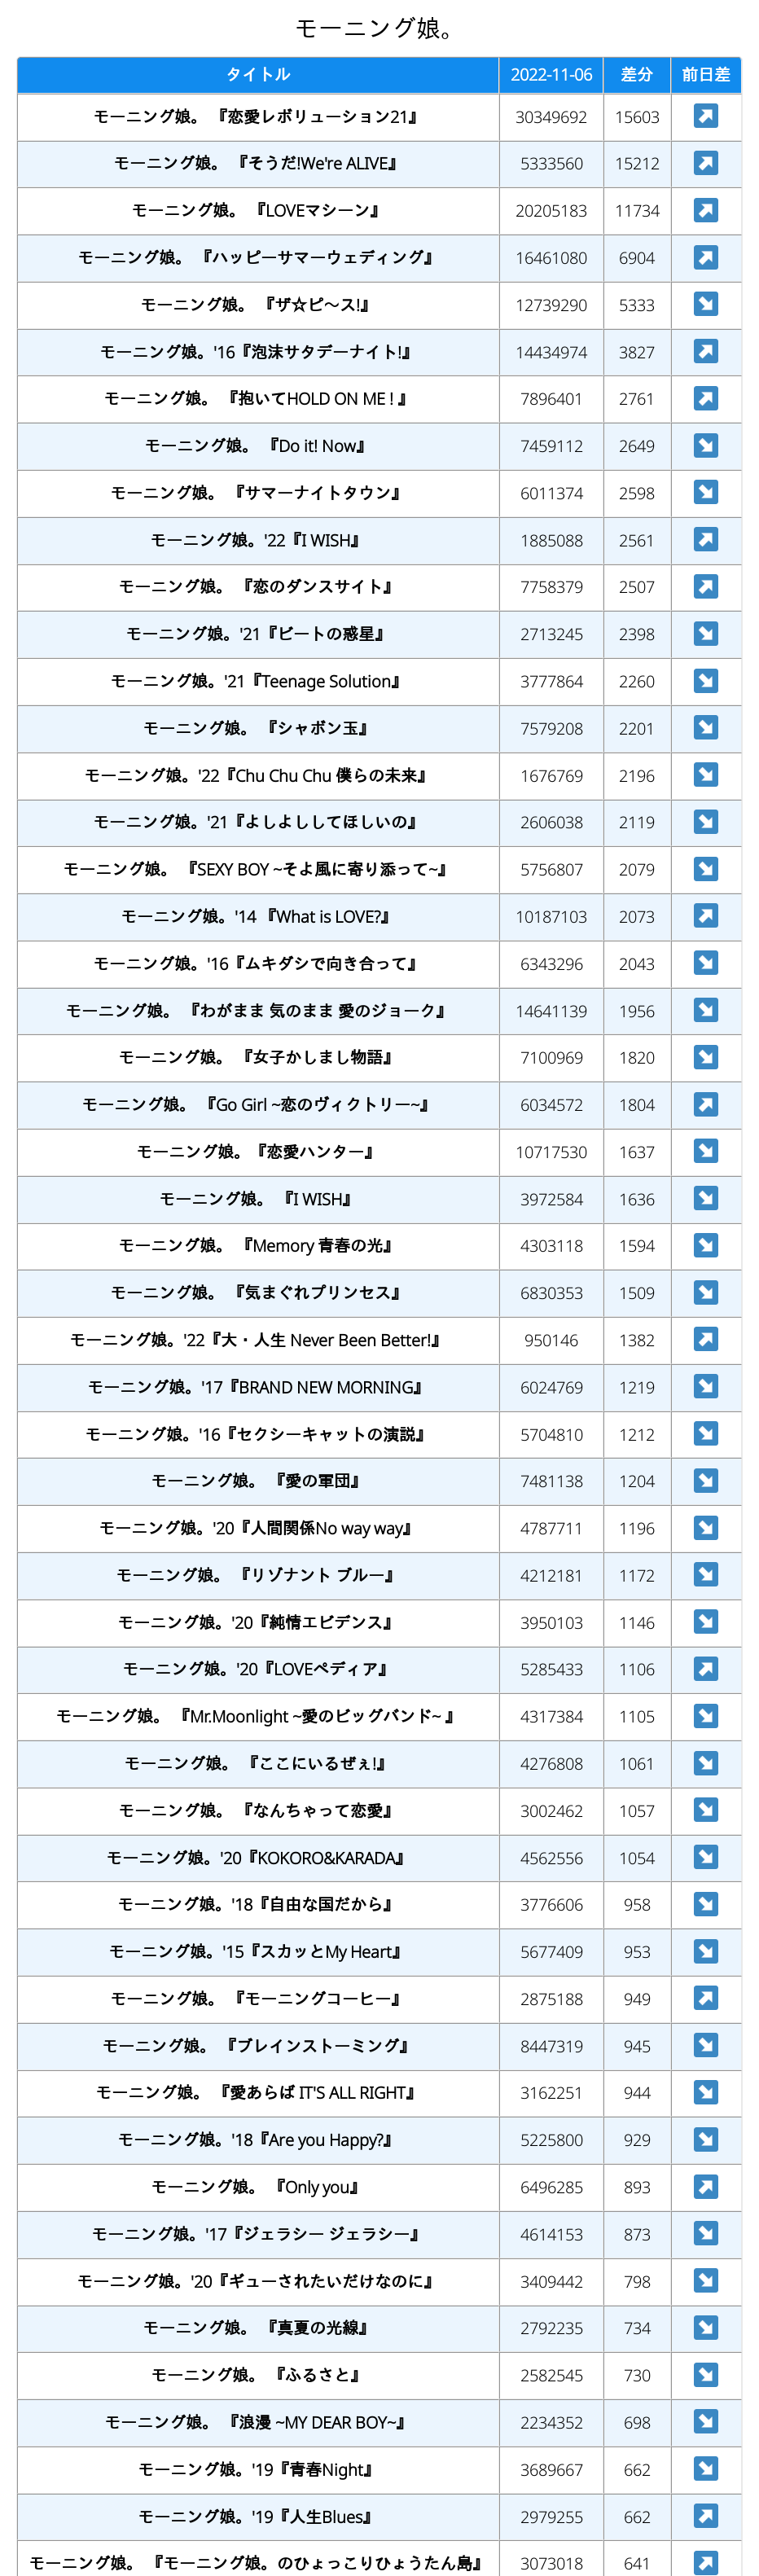 モーニング娘。
タイトル 2022-11-06 差分 前日差
モーニング娘。 『恋愛レボリューション21』 30349692 15603
モーニング娘。 『そうだ!We're ALIVE』 5333560 15212
モーニング娘。 『LOVEマシーン』 20205183 11734
モーニング娘。 『ハッピーサマーウェディング』 16461080 6904
モーニング娘。 『ザ☆ピ〜ス!』 12739290 5333
モーニング娘。'16『泡沫サタデーナイト!』 14434974 3827
モーニング娘。 『抱いてHOLD ON ME ! 』 7896401 2761
モーニング娘。 『Do it! Now』 7459112 2649
モーニング娘。 『サマーナイトタウン』 6011374 2598
モーニング娘。'22『I WISH』 1885088 2561
モーニング娘。 『恋のダンスサイト』 7758379 2507
モーニング娘。'21『ビートの惑星』 2713245 2398
モーニング娘。'21『Teenage Solution』 3777864 2260
モーニング娘。 『シャボン玉』 7579208 2201
モーニング娘。'22『Chu Chu Chu 僕らの未来』 1676769 2196
モーニング娘。'21『よしよししてほしいの』 2606038 2119
モーニング娘。 『SEXY BOY ~そよ風に寄り添って~』 5756807 2079
モーニング娘。'14 『What is LOVE?』 10187103 2073
モーニング娘。'16『ムキダシで向き合って』 6343296 2043
モーニング娘。 『わがまま 気のまま 愛のジョーク』 14641139 1956
モーニング娘。 『女子かしまし物語』 7100969 1820
モーニング娘。 『Go Girl ~恋のヴィクトリー~』 6034572 1804
モーニング娘。『恋愛ハンター』 10717530 1637
モーニング娘。 『I WISH』 3972584 1636
モーニング娘。 『Memory 青春の光』 4303118 1594
モーニング娘。 『気まぐれプリンセス』 6830353 1509
モーニング娘。'22『大・人生 Never Been Better!』 950146 1382
モーニング娘。'17『BRAND NEW MORNING』 6024769 1219
モーニング娘。'16『セクシーキャットの演説』 5704810 1212
モーニング娘。 『愛の軍団』 7481138 1204
モーニング娘。'20『人間関係No way way』 4787711 1196
モーニング娘。 『リゾナント ブルー』 4212181 1172
モーニング娘。'20『純情エビデンス』 3950103 1146
モーニング娘。'20『LOVEペディア』 5285433 1106
モーニング娘。 『Mr.Moonlight ~愛のビッグバンド~ 』 4317384 1105
モーニング娘。 『ここにいるぜぇ!』 4276808 1061
モーニング娘。 『なんちゃって恋愛』 3002462 1057
モーニング娘。'20『KOKORO&KARADA』 4562556 1054
モーニング娘。'18『自由な国だから』 3776606 958
モーニング娘。'15『スカッとMy Heart』 5677409 953
モーニング娘。 『モーニングコーヒー』 2875188 949
モーニング娘。 『ブレインストーミング』 8447319 945
モーニング娘。 『愛あらば IT'S ALL RIGHT』 3162251 944
モーニング娘。'18『Are you Happy?』 5225800 929
モーニング娘。 『Only you』 6496285 893
モーニング娘。'17『ジェラシー ジェラシー』 4614153 873
モーニング娘。'20『ギューされたいだけなのに』 3409442 798
モーニング娘。 『真夏の光線』 2792235 734
モーニング娘。 『ふるさと』 2582545 730
モーニング娘。 『浪漫 ~MY DEAR BOY~』 2234352 698
モーニング娘。'19『青春Night』 3689667 662
モーニング娘。'19『人生Blues』 2979255 662
モーニング娘。 『モーニング娘。のひょっこりひょうたん島』 3073018 641